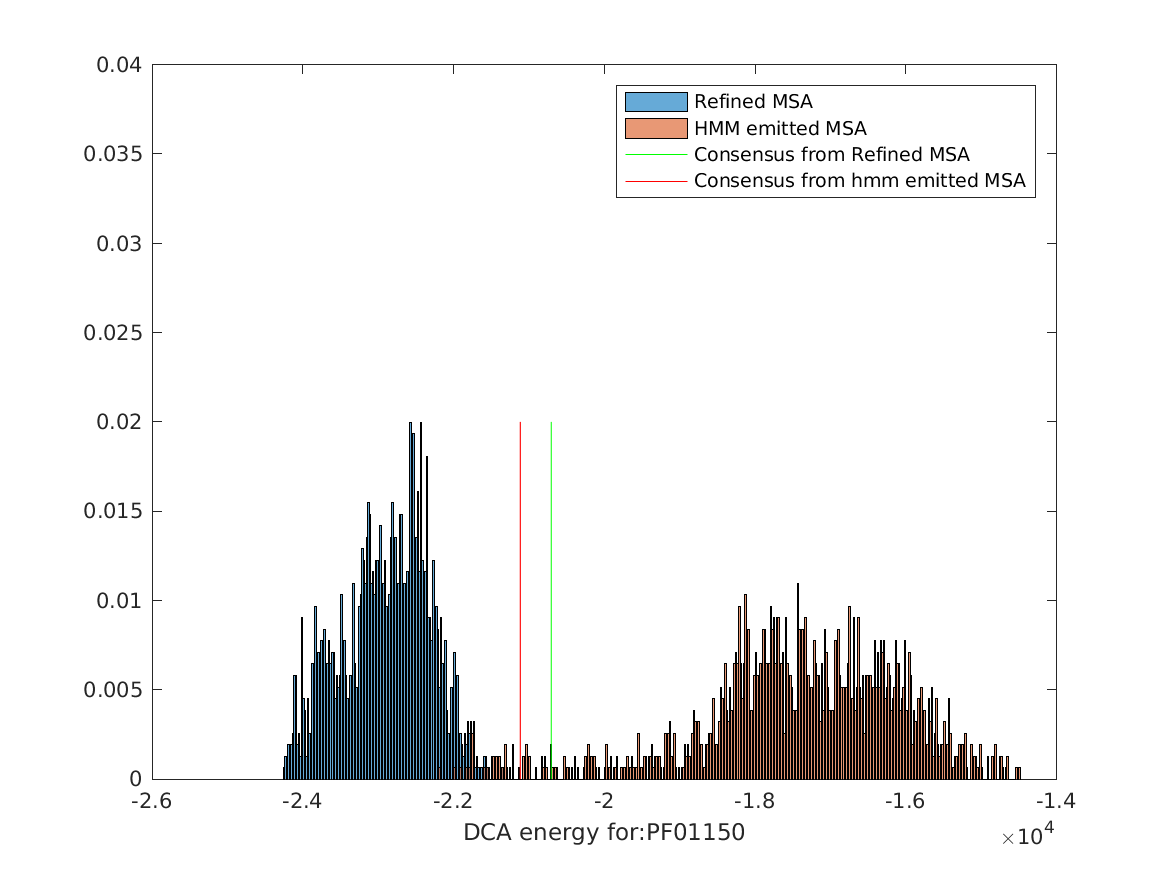 0.04
0.035
0.03
0.025
0.02
0.015
0.01
0.005
0
Refined MSA
HMM emitted MSA
Consensus from Refined MSA
Consensus from hmm emitted MSA
-2.6 -2.4 -2.2 -2 -1.8 -1.6 -1.4
DCA energy for:PF01150
×10⁴